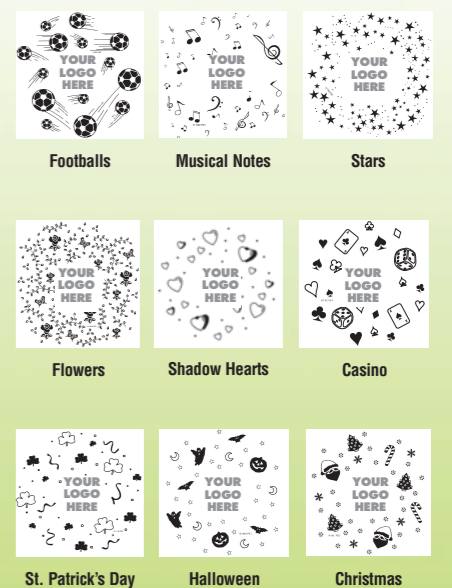 YOUR
LOGO
HERE
YOUR
LOGO
HERE
YOUR
LOGO
HERE
Footballs
Musical Notes
Stars
YOUR
LOGO
HERE
YOUR
LOGO
HERE
YOUR
LOGO
HERE
Flowers
Shadow Hearts
Casino
YOUR
LOGO
HERE
YOUR
LOGO
HERE
YOUR
LOGO
HERE
St. Patrick's Day
Halloween
Christmas